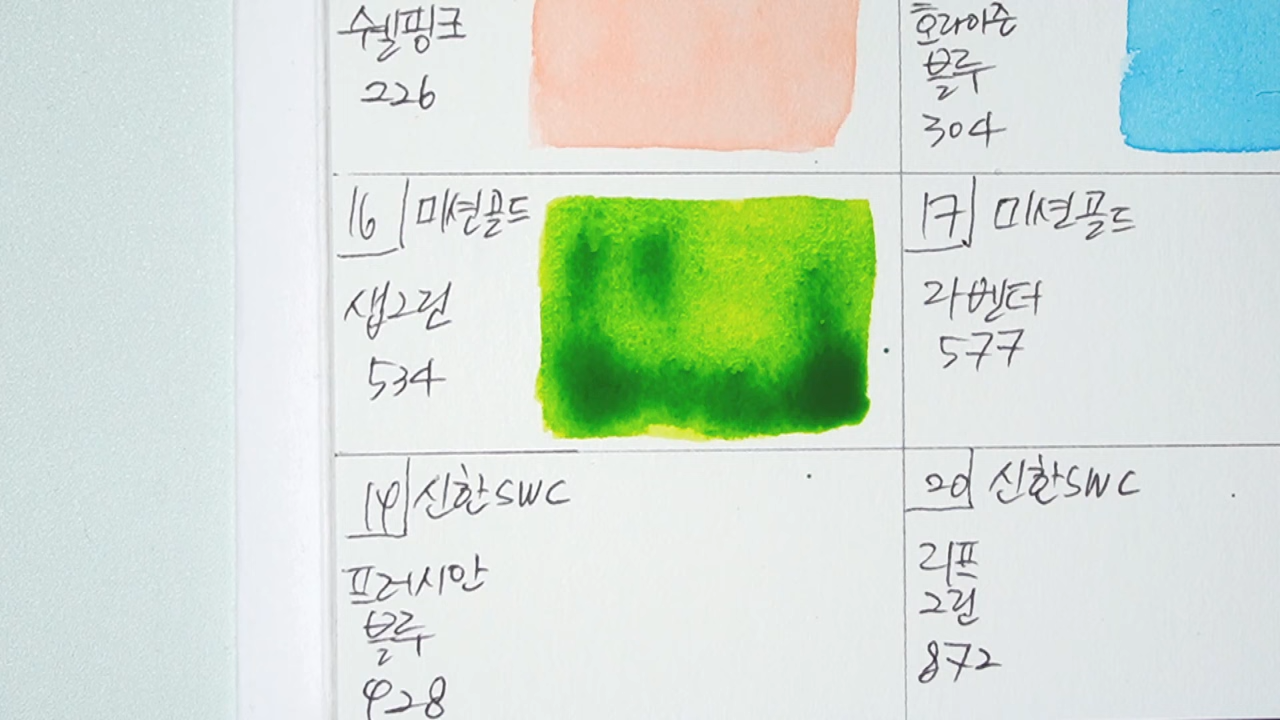 쉘핑크
226
호라이즌
블루
304
16 미션골드
샙그린
534
17 미션골드
라벤더
577
19 신한SWC
프러시안
블루
928
20 신한SWC
리프
그린
872